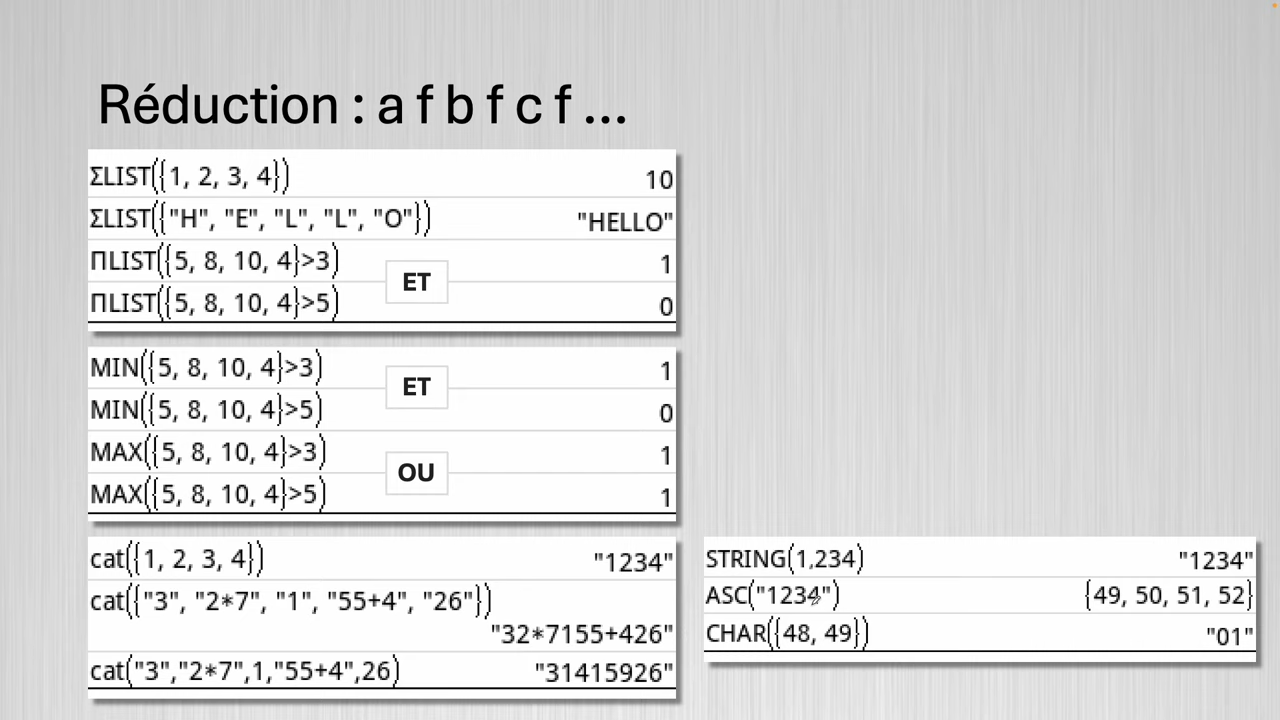 Réduction : a f b f c f ...
ΣLIST({1, 2, 3, 4})
10
ΣLIST({"H", "E", "L", "L", "O"})
"HELLO"
ΠLIST({5, 8, 10, 4}>3)
1
ET
ΠLIST({5, 8, 10, 4}>5)
0
MIN({5, 8, 10, 4}>3)
1
ET
MIN({5, 8, 10, 4}>5)
0
MAX({5, 8, 10, 4}>3)
1
OU
MAX({5, 8, 10, 4}>5)
1
cat({1, 2, 3, 4})
"1234"
cat({"3", "2*7", "1", "55+4", "26"})
"32*7155+426"
cat("3","2*7",1,"55+4",26)
"31415926"
STRING(1,234)
"1234"
ASC("1234")
{49, 50, 51, 52}
CHAR({48, 49})
"01"